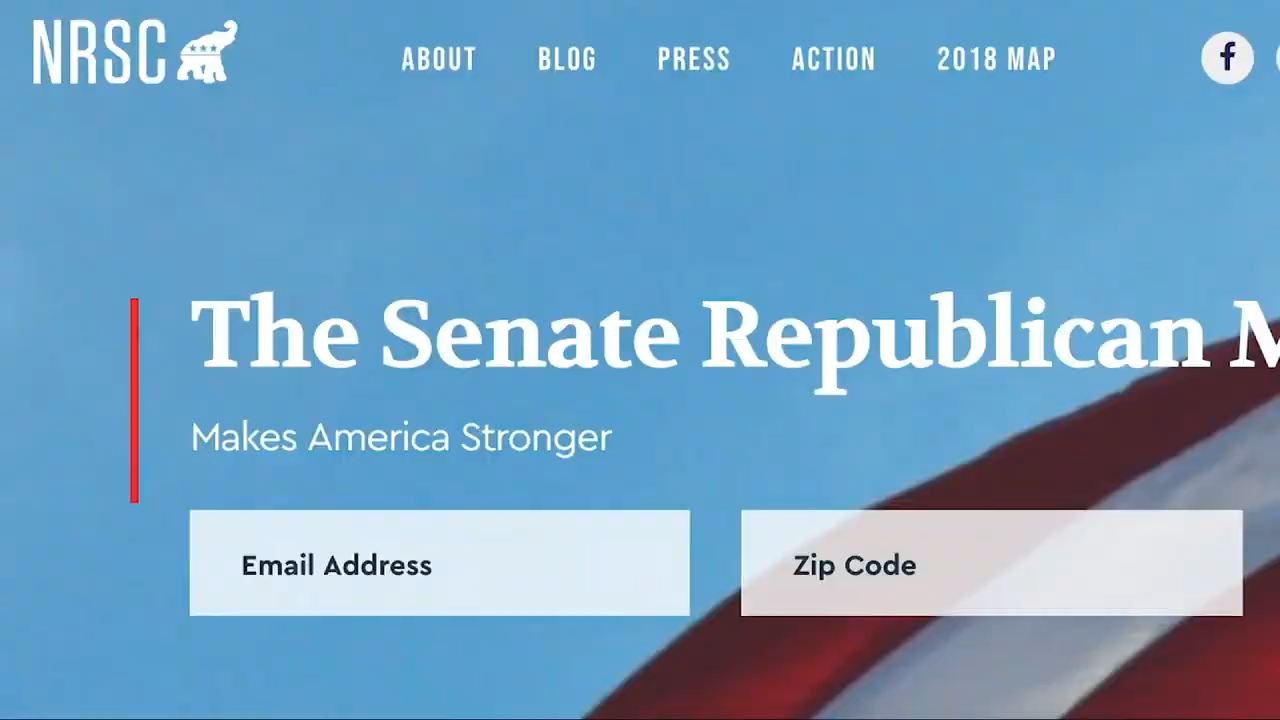 NRSC
ABOUT BLOG PRESS ACTION 2018 MAP
The Senate Republican
Makes America Stronger
Email Address
Zip Code